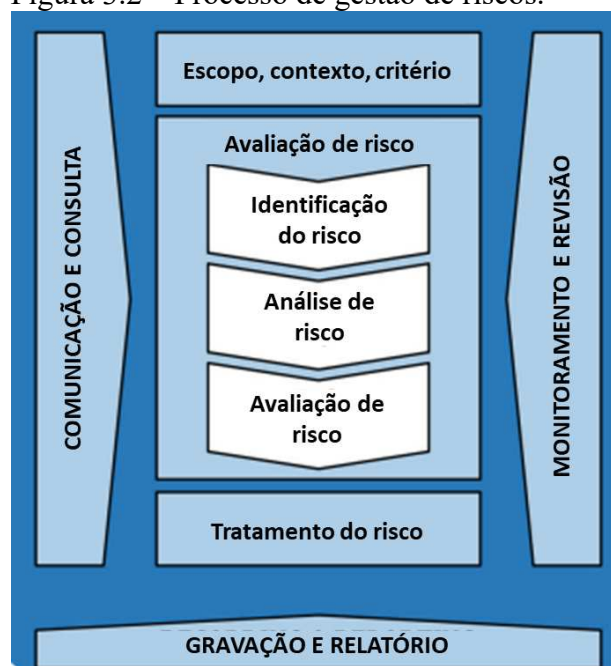 Figura 3.2 – Processo de gestão de riscos.
Escopo, contexto, critério
COMUNICAÇÃO E CONSULTA
Avaliação de risco
Identificação
do risco
Análise de
risco
Avaliação de
risco
MONITORAMENTO E REVISÃO
Tratamento do risco
GRAVAÇÃO E RELATÓRIO